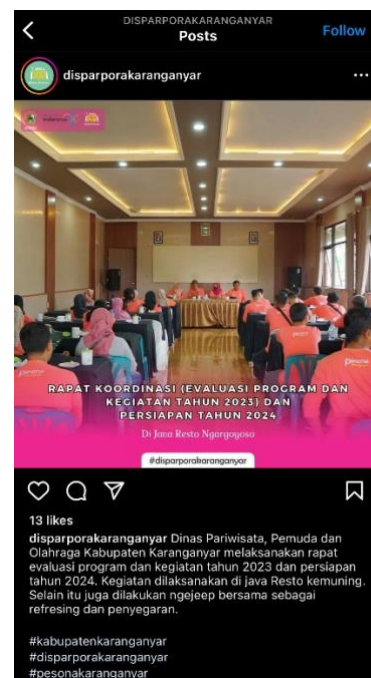 DISPARPORAKARANGANYAR
Posts
Follow
disparporakaranganyar
RAPAT KOORDINASI (EVALUASI PROGRAM DAN
KEGIATAN TAHUN 2023) DAN
PERSIAPAN TAHUN 2024
Di Java Resto Ngargoyoso
#disparporakaranganyar
13 likes
disparporakaranganyar Dinas Pariwisata, Pemuda dan
Olahraga Kabupaten Karanganyar melaksanakan rapat
evaluasi program dan kegiatan tahun 2023 dan persiapan
tahun 2024. Kegiatan dilaksanakan di java Resto kemuning.
Selain itu juga dilakukan ngejeep bersama sebagai
refresing dan penyegaran.
#kabupatenkaranganyar
#disparporakaranganyar
#pesonakaranganyar